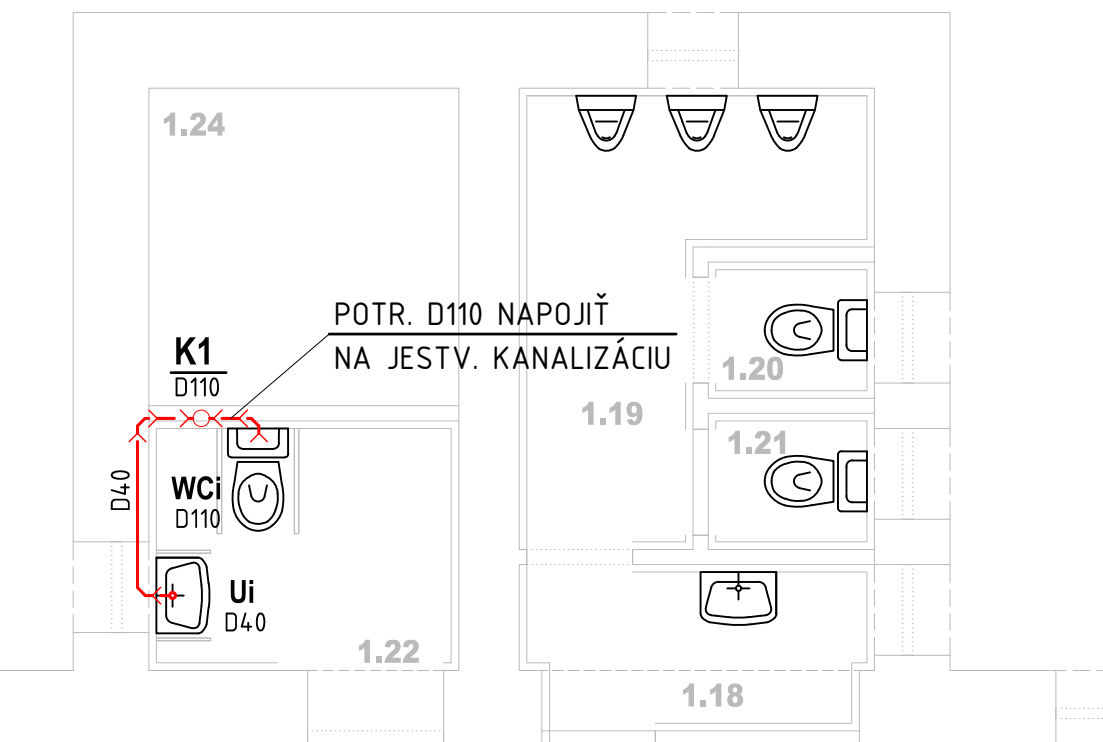 1.24
POTR. D110 NAPOJIŤ
NA JESTV. KANALIZÁCIU
K1
D110
1.20
1.19
1.21
D40
WCi
D110
Ui
D40
1.22
1.18